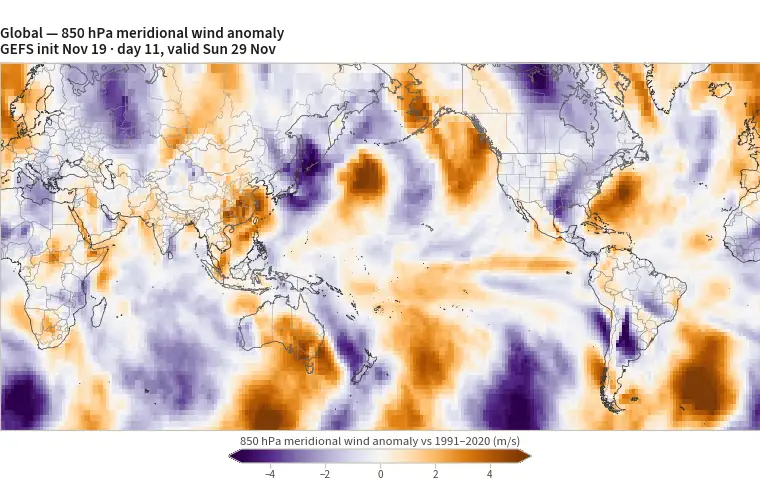 Global — 850 hPa meridional wind anomaly
GEFS init Nov 19 · day 11, valid Sun 29 Nov
850 hPa meridional wind anomaly vs 1991–2020 (m/s)
−4 −2 0 2 4